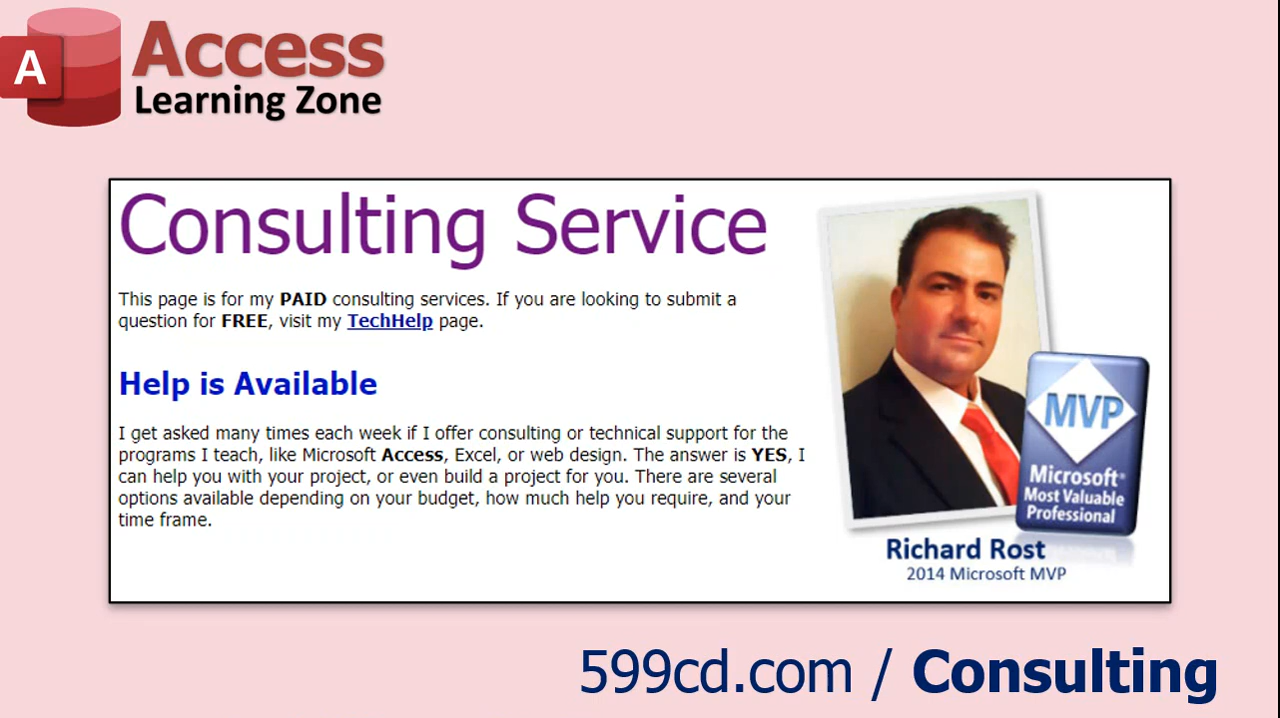 A
Access
Learning Zone
Consulting Service
This page is for my PAID consulting services. If you are looking to submit a
question for FREE, visit my TechHelp page.
Help is Available
I get asked many times each week if I offer consulting or technical support for the
programs I teach, like Microsoft Access, Excel, or web design. The answer is YES, I
can help you with your project, or even build a project for you. There are several
options available depending on your budget, how much help you require, and your
time frame.
MVP
Microsoft®
Most Valuable
Professional
Richard Rost
2014 Microsoft MVP
599cd.com / Consulting